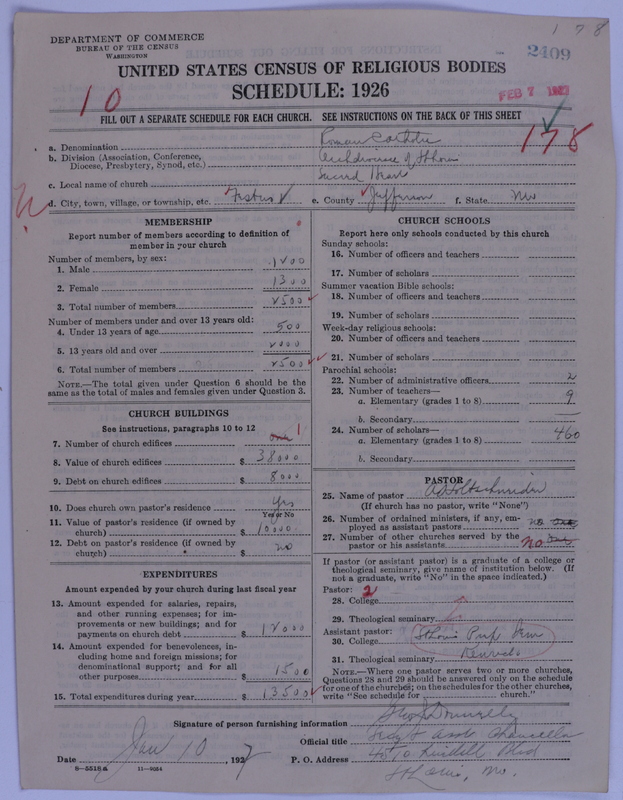 178
DEPARTMENT OF COMMERCE
BUREAU OF THE CENSUS
WASHINGTON
2409
UNITED STATES CENSUS OF RELIGIOUS BODIES
SCHEDULE: 1926
FEB 7 1927
10
FILL OUT A SEPARATE SCHEDULE FOR EACH CHURCH. SEE INSTRUCTIONS ON THE BACK OF THIS SHEET
178
a. Denomination Roman Catholic
b. Division (Association, Conference, Diocese, Presbytery, Synod, etc.) Archdiocese of St Louis
c. Local name of church Sacred Heart
d. City, town, village, or township, etc. Festus e. County Jefferson f. State Mo
MEMBERSHIP
Report number of members according to definition of member in your church
Number of members, by sex:
1. Male 1200
2. Female 1300
3. Total number of members 2500
Number of members under and over 13 years old:
4. Under 13 years of age 500
5. 13 years old and over 2000
6. Total number of members 2500
NOTE.—The total given under Question 6 should be the same as the total of males and females given under Question 3.
CHURCH BUILDINGS
See instructions, paragraphs 10 to 12
7. Number of church edifices one 1
8. Value of church edifices $ 38000
9. Debt on church edifices $ 8000
10. Does church own pastor's residence yes
Yes or No
11. Value of pastor's residence (if owned by church) $ 10000
12. Debt on pastor's residence (if owned by church) $ no
EXPENDITURES
Amount expended by your church during last fiscal year
13. Amount expended for salaries, repairs, and other running expenses; for improvements or new buildings; and for payments on church debt $ 12000
14. Amount expended for benevolences, including home and foreign missions; for denominational support; and for all other purposes $ 1500
15. Total expenditures during year $ 13500
CHURCH SCHOOLS
Report here only schools conducted by this church
Sunday schools:
16. Number of officers and teachers
17. Number of scholars
Summer vacation Bible schools:
18. Number of officers and teachers
19. Number of scholars
Week-day religious schools:
20. Number of officers and teachers
21. Number of scholars
Parochial schools:
22. Number of administrative officers 2
23. Number of teachers—
a. Elementary (grades 1 to 8) 9
b. Secondary
24. Number of scholars—
a. Elementary (grades 1 to 8) 460
b. Secondary
PASTOR
25. Name of pastor Holtschneider
(If church has no pastor, write "None")
26. Number of ordained ministers, if any, employed as assistant pastors no
27. Number of other churches served by the pastor or his assistants no
If pastor (or assistant pastor) is a graduate of a college or theological seminary, give name of institution below. (If not a graduate, write "No" in the space indicated.)
Pastor: 2
28. College
29. Theological seminary
Assistant pastor:
30. College St Louis Prep Sem
31. Theological seminary Kenrick
NOTE.—Where one pastor serves two or more churches, Questions 28 and 29 should be answered only on the schedule for one of the churches; on the schedules for the other churches, write "See schedule for church."
Signature of person furnishing information Donnelly
Official title Secy & Asst Chancellor
Date Jan 10, 1927 P. O. Address 4510 Lindell Blvd
St Louis, Mo.
8—5518a 11—9034